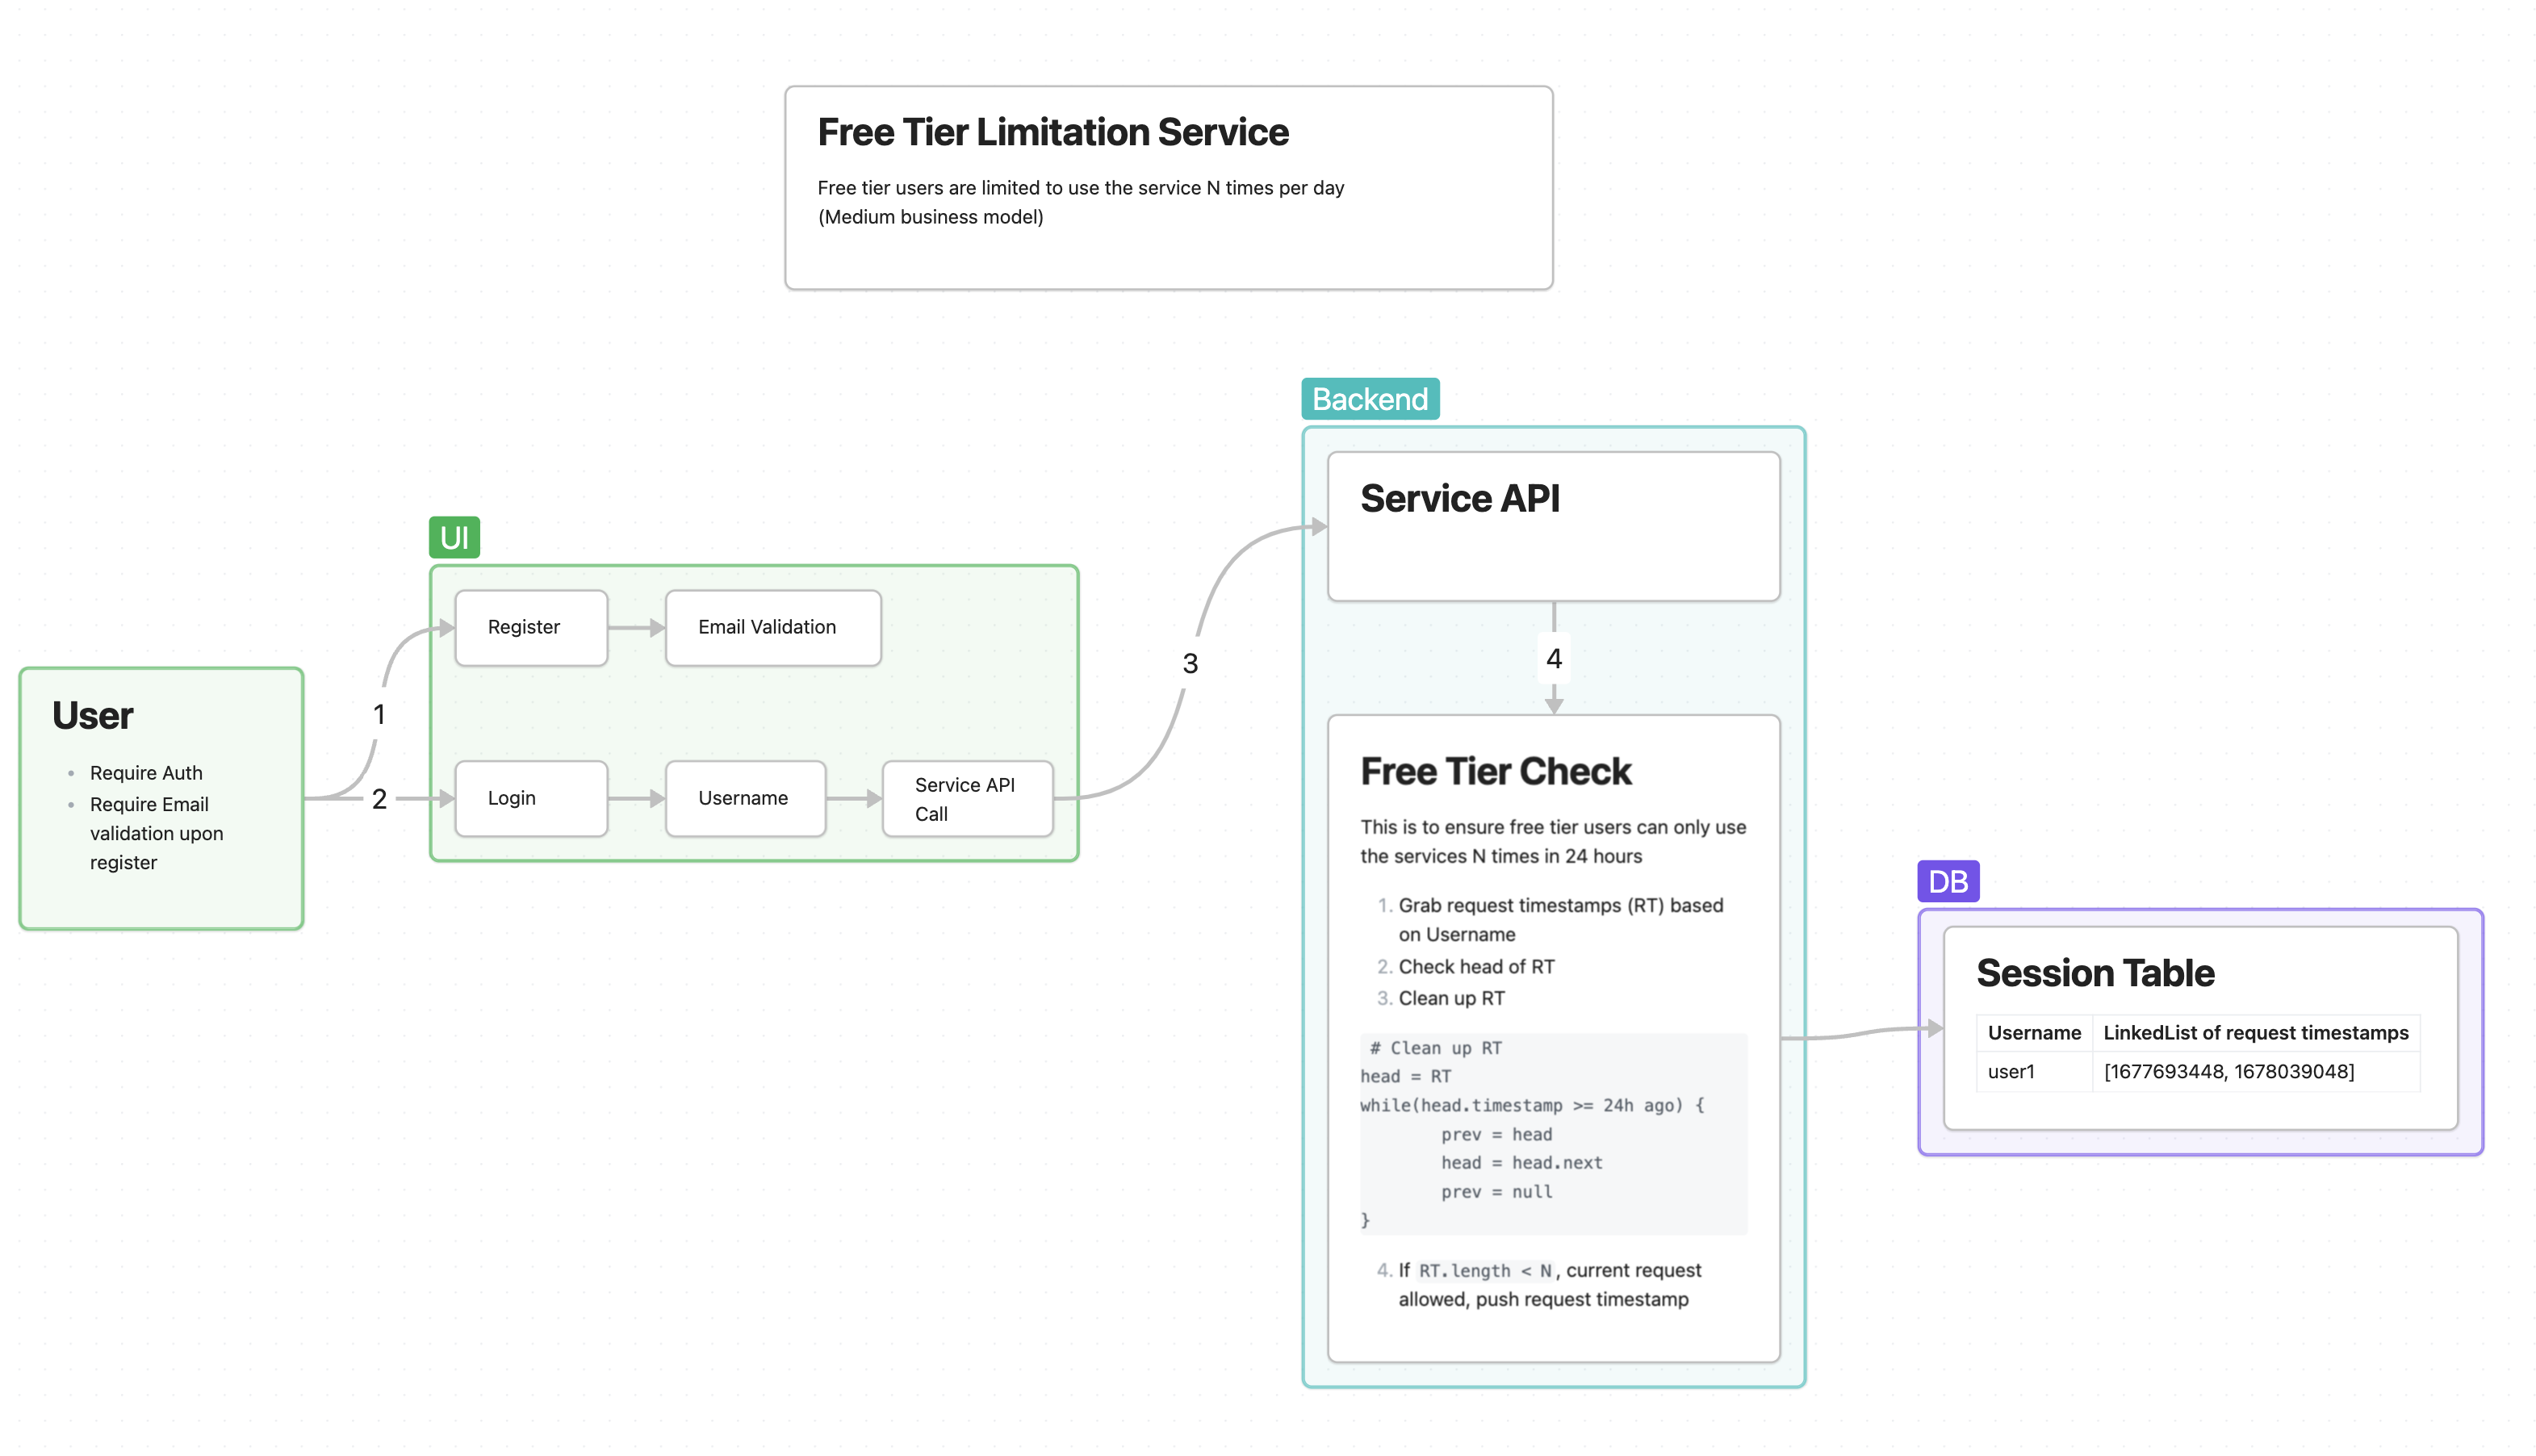 Free Tier Limitation Service
Free tier users are limited to use the service N times per day
(Medium business model)
User
Require Auth
Require Email
validation upon
register
1
2
UI
Register
Email Validation
Login
Username
Service API
Call
3
Backend
Service API
4
Free Tier Check
This is to ensure free tier users can only use
the services N times in 24 hours
1. Grab request timestamps (RT) based
on Username
2. Check head of RT
3. Clean up RT
# Clean up RT
head = RT
while(head.timestamp >= 24h ago) {
prev = head
head = head.next
prev = null
}
4. If RT.length < N, current request
allowed, push request timestamp
DB
Session Table
Username LinkedList of request timestamps
user1 [1677693448, 1678039048]